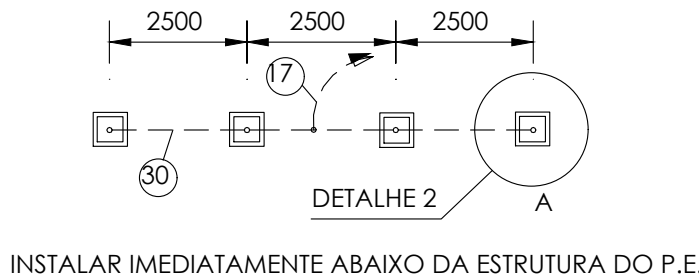 2500 2500 2500
17
30
DETALHE 2
A
INSTALAR IMEDIATAMENTE ABAIXO DA ESTRUTURA DO P.E.